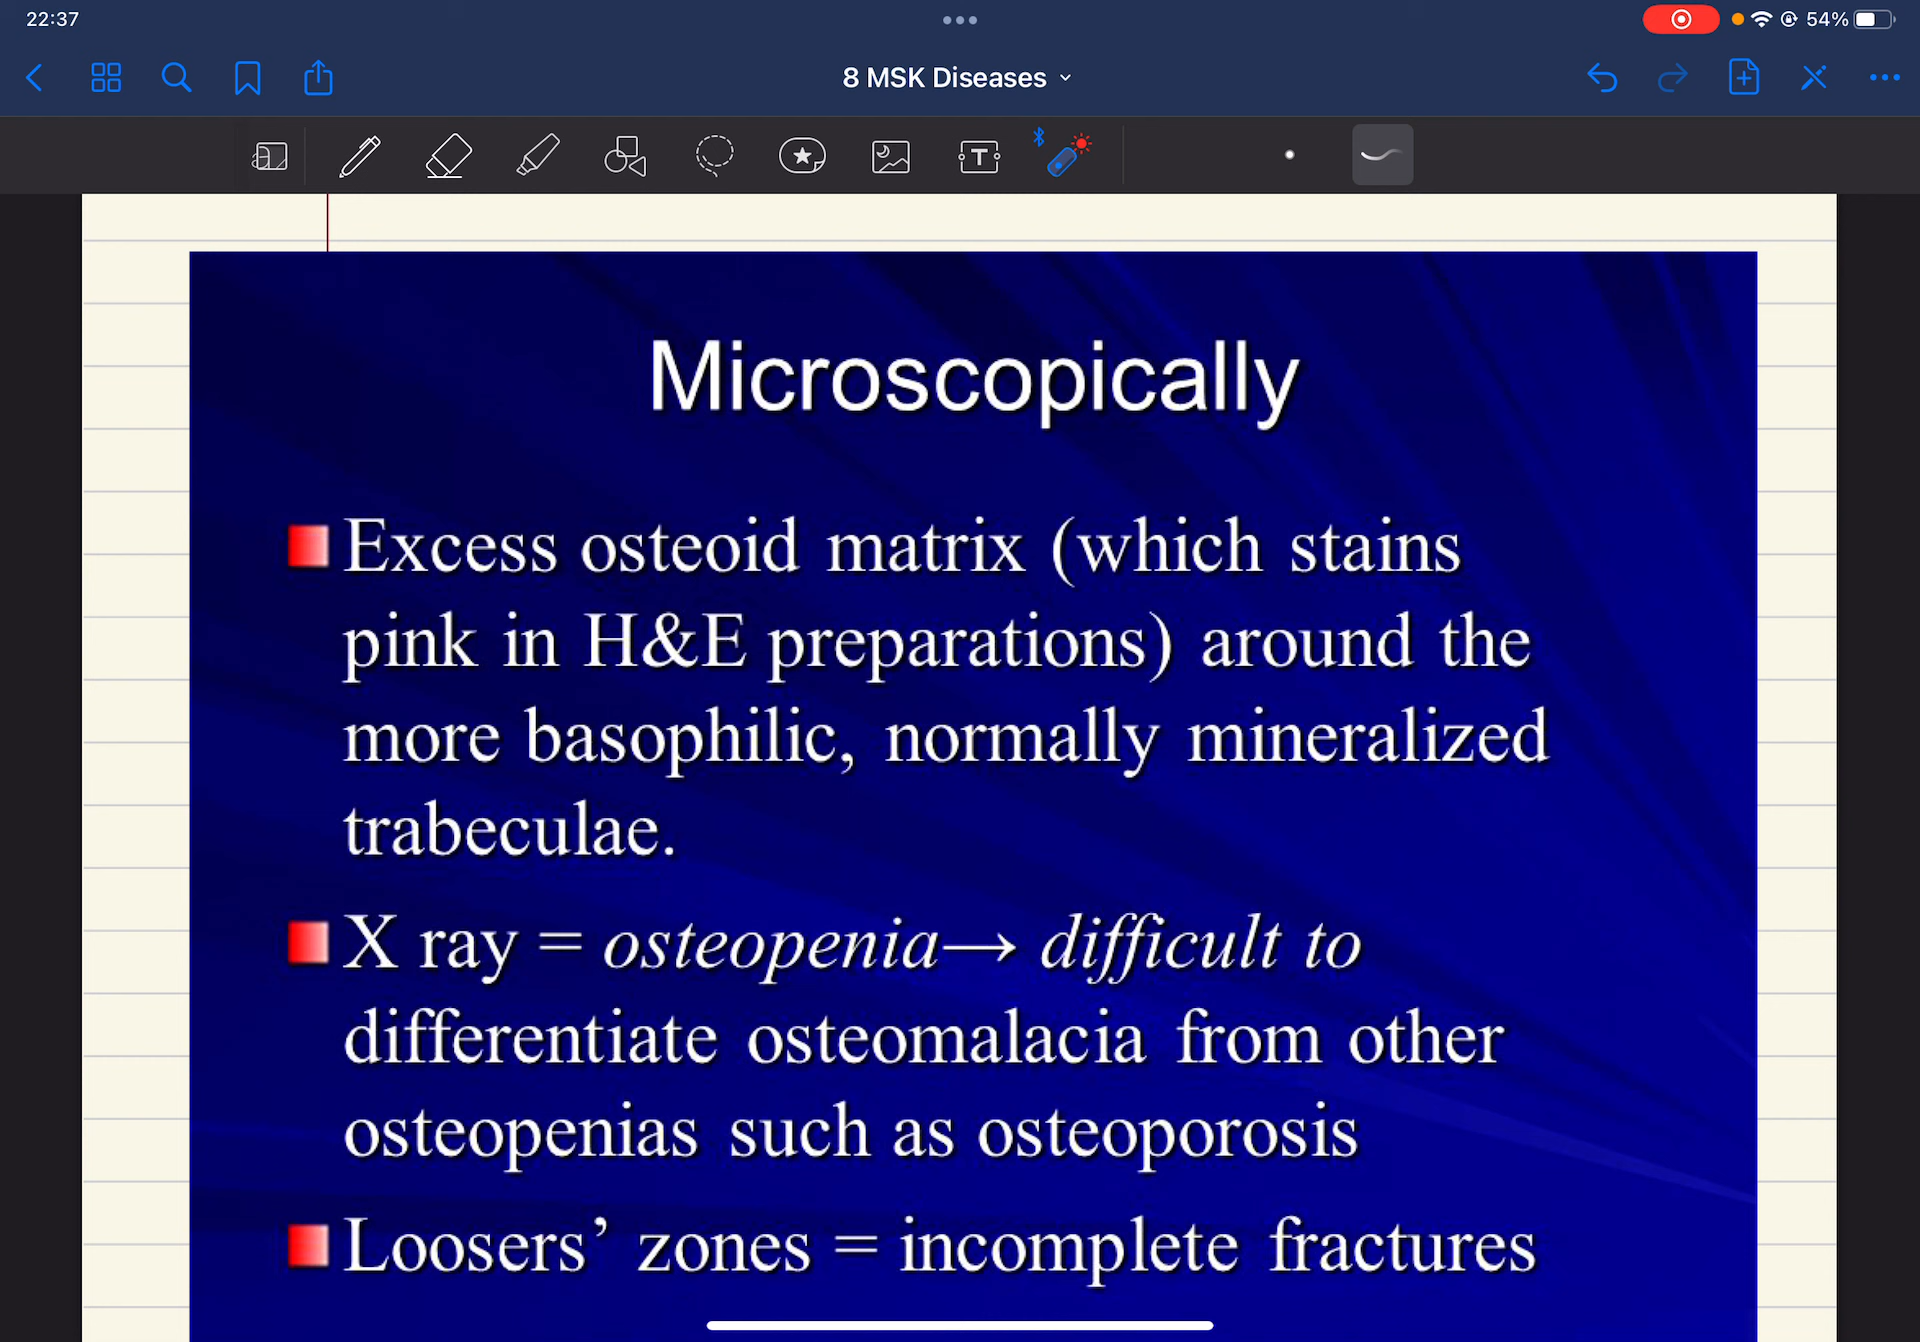 22:37
54%
8 MSK Diseases
T
Microscopically
Excess osteoid matrix (which stains
pink in H&E preparations) around the
more basophilic, normally mineralized
trabeculae.
X ray = osteopenia→ difficult to
differentiate osteomalacia from other
osteopenias such as osteoporosis
Loosers’ zones = incomplete fractures